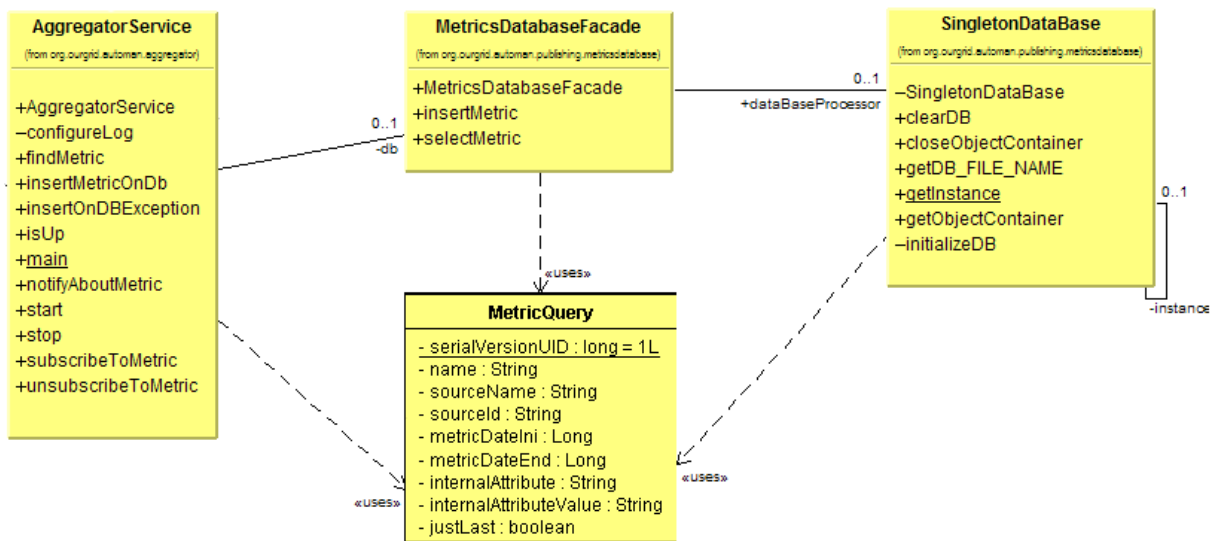 AggregatorService
(from org.ourgrid.automan.aggregator)
+AggregatorService
–configureLog
+findMetric
+insertMetricOnDb
+insertOnDBException
+isUp
+main
+notifyAboutMetric
+start
+stop
+subscribeToMetric
+unsubscribeToMetric
0..1
-db
MetricsDatabaseFacade
(from org.ourgrid.automan.publishing.metricsdatabase)
+MetricsDatabaseFacade
+insertMetric
+selectMetric
0..1
+dataBaseProcessor
SingletonDataBase
(from org.ourgrid.automan.publishing.metricsdatabase)
–SingletonDataBase
+clearDB
+closeObjectContainer
+getDB_FILE_NAME
+getInstance
+getObjectContainer
–initializeDB
0..1
-instance
«uses»
MetricQuery
- serialVersionUID : long = 1L
- name : String
- sourceName : String
- sourceId : String
- metricDateIni : Long
- metricDateEnd : Long
- internalAttribute : String
- internalAttributeValue : String
- justLast : boolean
«uses»
«uses»